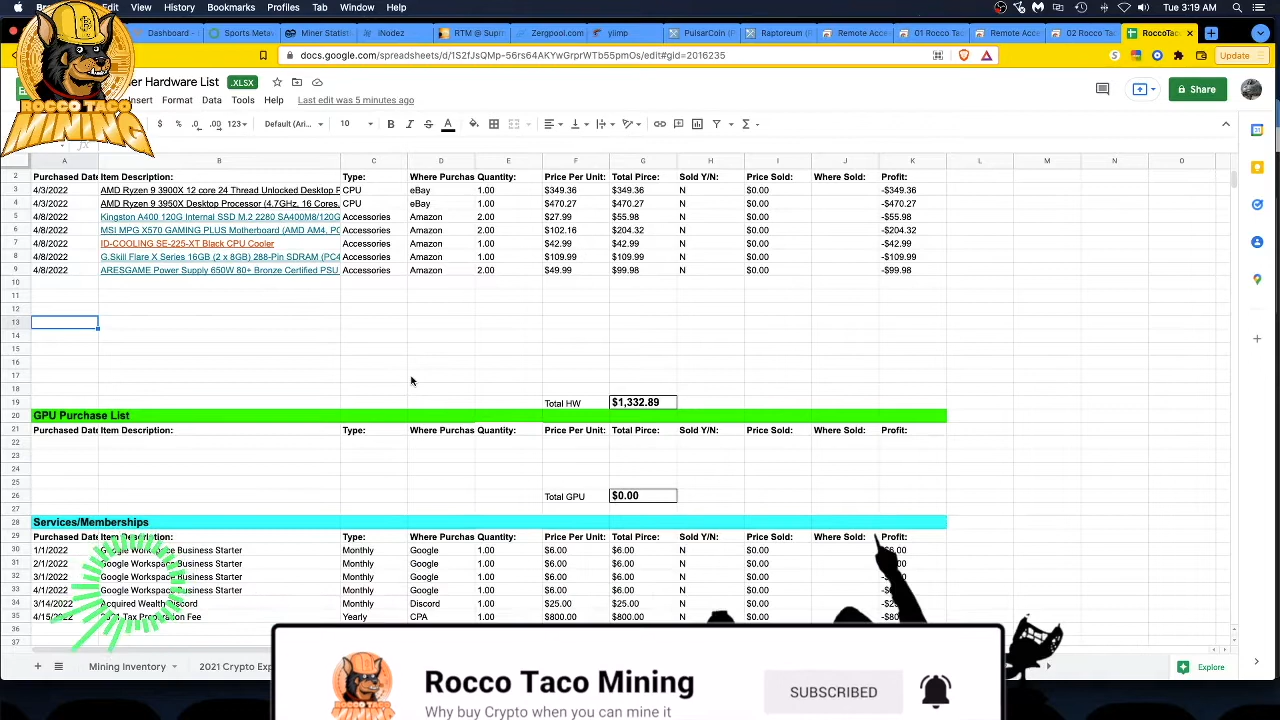 Window Help Tue 3:19 AM
View History Bookmarks Profiles Tab
Dashboard - Sports Metav Miner Statist iNodez RTM @ Suprn Zergpool.com yiimp PulsarCoin ( Raptoreum ( Remote Acce 01 Rocco Tac Remote Acce 02 Rocco Tac RoccoTac
docs.google.com/spreadsheets/d/1S2fJsQMp-56rs64AKYwGrprWTb55pmOs/edit#gid=2016235 Update
er Hardware List .XLSX
nsert Format Data Tools Help Last edit was 5 minutes ago Share
ROCCO TACO
MINING
$ % .0 .00 123 Default (Ari... 10 B I S A
A B C D E F G H I J K L M N O
2 Purchased Date Item Description: Type: Where Purchas Quantity: Price Per Unit: Total Pirce: Sold Y/N: Price Sold: Where Sold: Profit:
3 4/3/2022 AMD Ryzen 9 3900X 12 core 24 Thread Unlocked Desktop P CPU eBay 1.00 $349.36 $349.36 N $0.00 -$349.36
4 4/3/2022 AMD Ryzen 9 3950X Desktop Processor (4.7GHz, 16 Cores, CPU eBay 1.00 $470.27 $470.27 N $0.00 -$470.27
5 4/8/2022 Kingston A400 120G Internal SSD M.2 2280 SA400M8/120G Accessories Amazon 2.00 $27.99 $55.98 N $0.00 -$55.98
6 4/8/2022 MSI MPG X570 GAMING PLUS Motherboard (AMD AM4, PC Accessories Amazon 2.00 $102.16 $204.32 N $0.00 -$204.32
7 4/8/2022 ID-COOLING SE-225-XT Black CPU Cooler Accessories Amazon 1.00 $42.99 $42.99 N $0.00 -$42.99
8 4/8/2022 G.Skill Flare X Series 16GB (2 x 8GB) 288-Pin SDRAM (PC4 Accessories Amazon 1.00 $109.99 $109.99 N $0.00 -$109.99
9 4/8/2022 ARESGAME Power Supply 650W 80+ Bronze Certified PSU Accessories Amazon 2.00 $49.99 $99.98 N $0.00 -$99.98
10
11
12
13
14
15
16
17
18
19 Total HW $1,332.89
20 GPU Purchase List
21 Purchased Date Item Description: Type: Where Purchas Quantity: Price Per Unit: Total Pirce: Sold Y/N: Price Sold: Where Sold: Profit:
22
23
24
25
26 Total GPU $0.00
27
28 Services/Memberships
29 Purchased Date Item Description: Type: Where Purchas Quantity: Price Per Unit: Total Pirce: Sold Y/N: Price Sold: Where Sold: Profit:
30 1/1/2022 Google Workspace Business Starter Monthly Google 1.00 $6.00 $6.00 N $0.00
31 2/1/2022 Google Workspace Business Starter Monthly Google 1.00 $6.00 $6.00 N $0.00
32 3/1/2022 Google Workspace Business Starter Monthly Google 1.00 $6.00 $6.00 N $0.00
33 4/1/2022 Google Workspace Business Starter Monthly Google 1.00 $6.00 $6.00 N $0.00
34 3/14/2022 Acquired Wealth Discord Monthly Discord 1.00 $25.00 $25.00 N $0.00
35 4/15/2022 2021 Tax Preparation Fee Yearly CPA 1.00 $800.00 $800.00 N $0.00
36
37
Mining Inventory 2021 Crypto Exp Explore
Rocco Taco Mining
Why buy Crypto when you can mine it
SUBSCRIBED